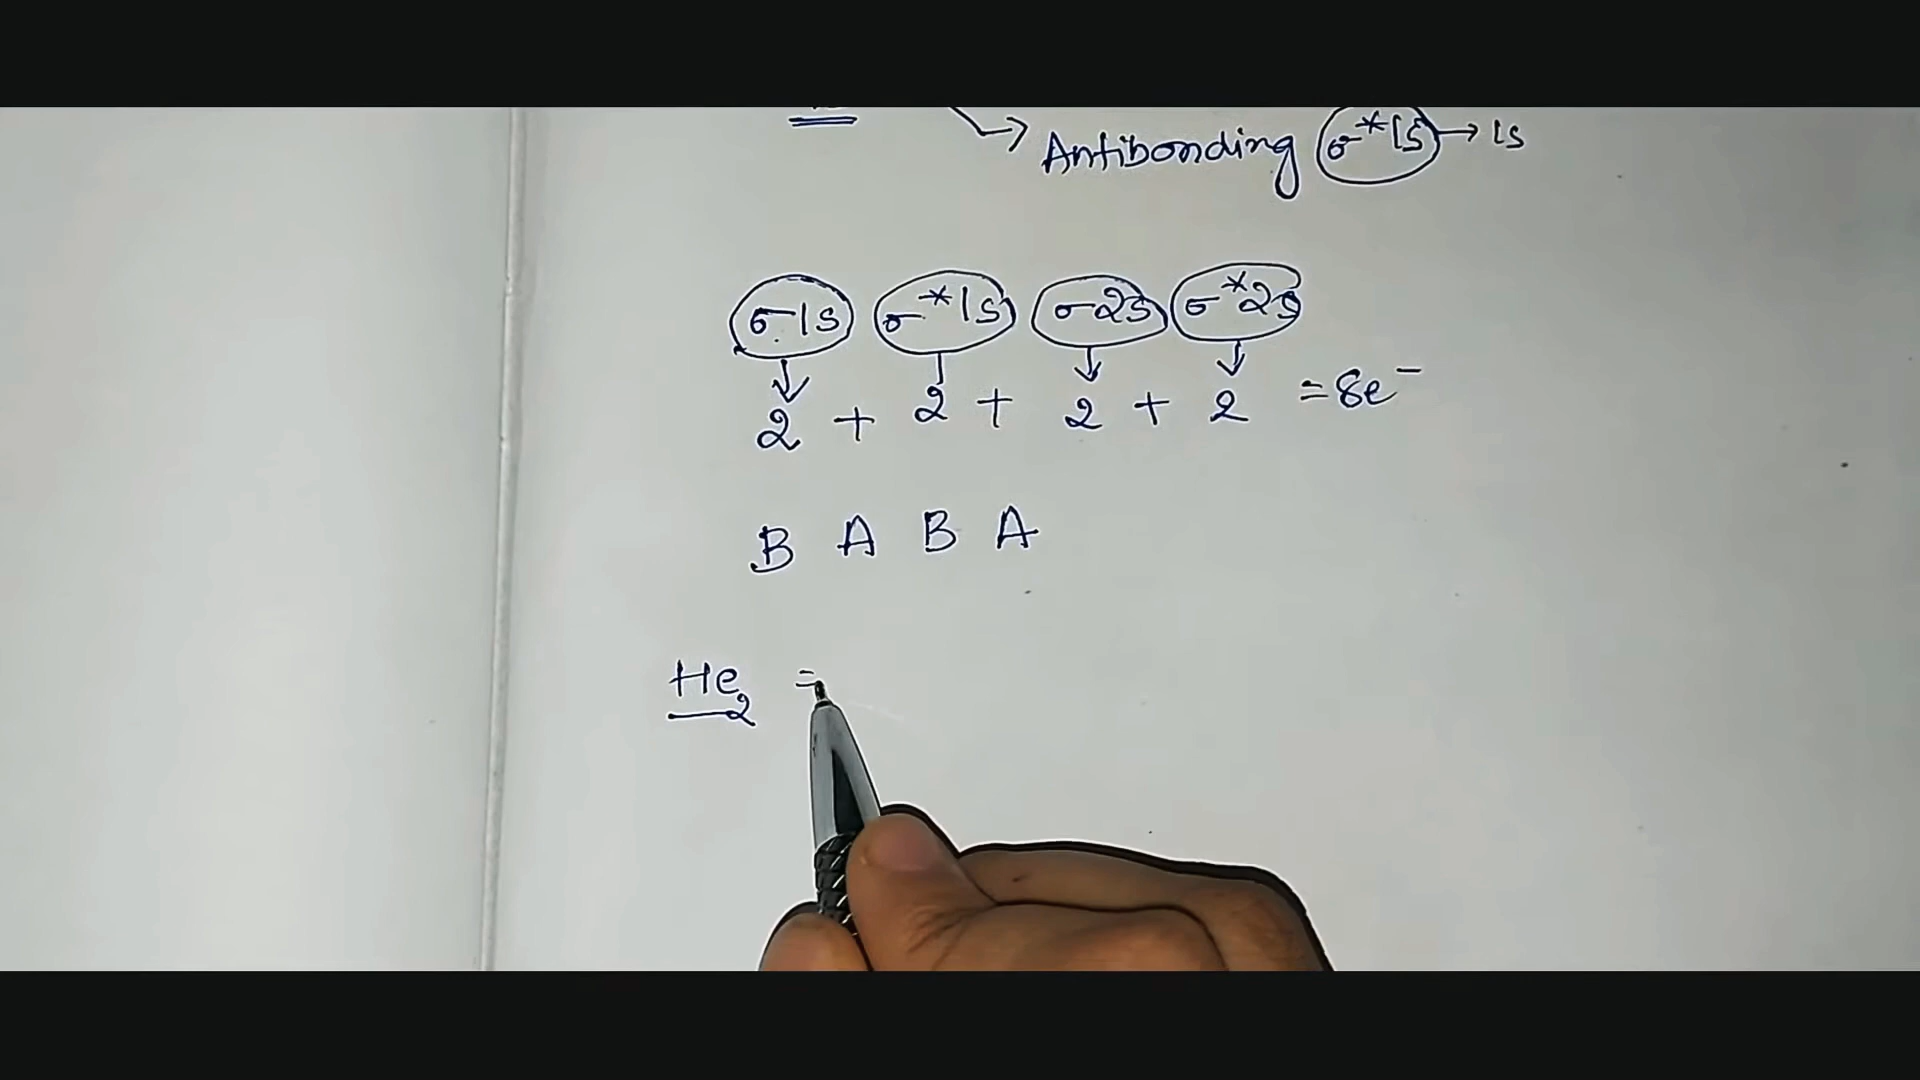 Antibonding σ*1s → 1s
σ1s σ*1s σ2s σ*2s
2 + 2 + 2 + 2 = 8e⁻
B A B A
He₂ =